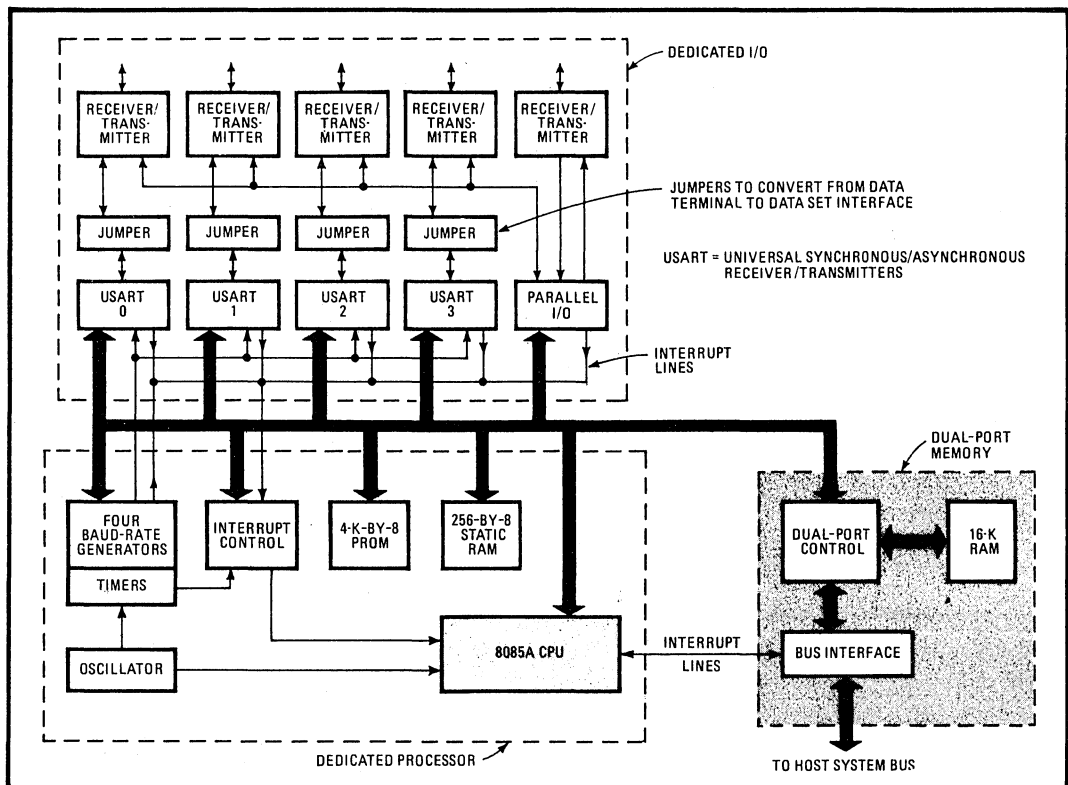 DEDICATED I/O
RECEIVER/
TRANS-
MITTER
RECEIVER/
TRANS-
MITTER
RECEIVER/
TRANS-
MITTER
RECEIVER/
TRANS-
MITTER
RECEIVER/
TRANS-
MITTER
JUMPERS TO CONVERT FROM DATA
TERMINAL TO DATA SET INTERFACE
JUMPER
JUMPER
JUMPER
JUMPER
USART = UNIVERSAL SYNCHRONOUS/ASYNCHRONOUS
RECEIVER/TRANSMITTERS
USART
0
USART
1
USART
2
USART
3
PARALLEL
I/O
INTERRUPT
LINES
DUAL-PORT
MEMORY
FOUR
BAUD-RATE
GENERATORS
TIMERS
INTERRUPT
CONTROL
4-K-BY-8
PROM
256-BY-8
STATIC
RAM
DUAL-PORT
CONTROL
16-K
RAM
OSCILLATOR
8085A CPU
INTERRUPT
LINES
BUS INTERFACE
DEDICATED PROCESSOR
TO HOST SYSTEM BUS